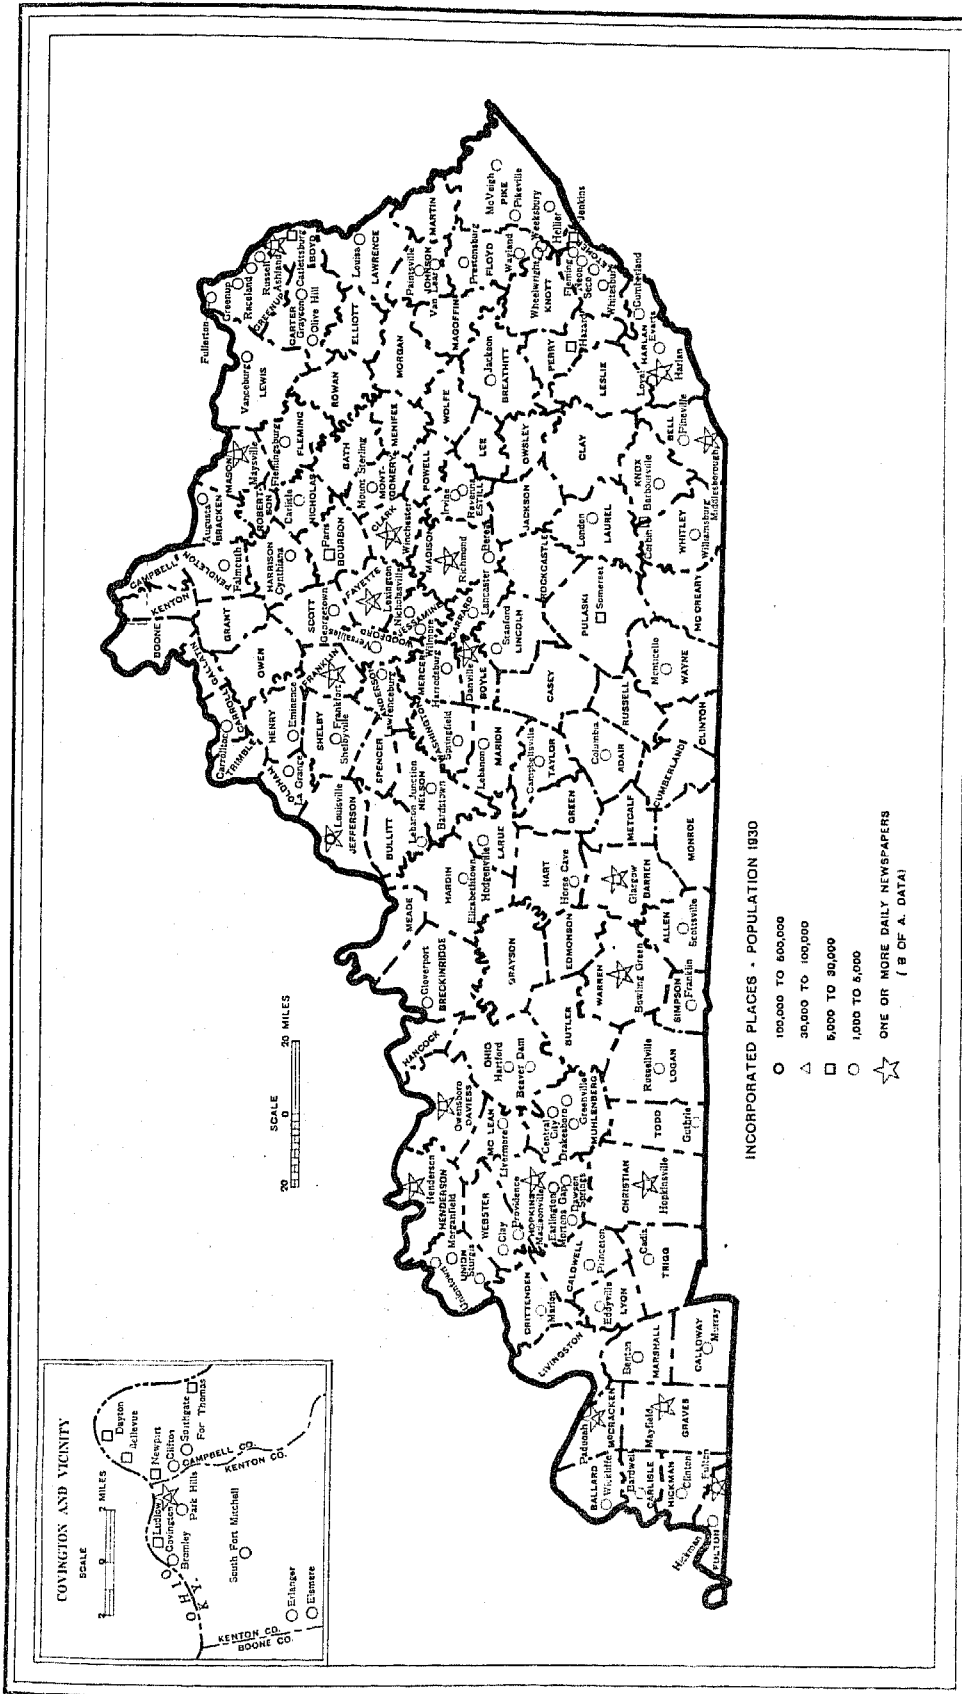 COVINGTON AND VICINITY
SCALE
2 0 2 MILES
Dayton
Bellevue
Newport
Clifton
Southgate
For Thomas
CAMPBELL CO.
KENTON CO.
Ludlow
Covington
Park Hills
Bromley
South Fort Mitchell
OHIO
KY.
Erlanger
Elsmere
KENTON CO.
BOONE CO.
SCALE
20 0 20 MILES
Fullerton
Greenup
Raceland
Russell
Ashland
Catlettsburg
GREENUP
BOYD
CARTER
Grayson
Olive Hill
Louisa
LAWRENCE
ELLIOTT
Vanceburg
LEWIS
ROWAN
MORGAN
Paintsville
JOHNSON
Van Lear
MARTIN
MAGOFFIN
Prestonsburg
FLOYD
McVeigh
PIKE
Pikeville
Wayland
Weeksbury
Wheelwright
Hellier
Jenkins
KNOTT
Fleming
Neon
Seco
LETCHER
Whitesburg
Cumberland
Hazard
PERRY
LESLIE
HARLAN
Loyal
Evarts
Harlan
Jackson
BREATHITT
WOLFE
MASON
Maysville
Flemingsburg
FLEMING
BATH
Mount Sterling
MONT-
GOMERY
MENIFEE
POWELL
LEE
OWSLEY
CLAY
BELL
Pineville
Middlesborough
KNOX
Barbourville
Augusta
BRACKEN
ROBERT-
SON
Carlisle
NICHOLAS
CLARK
Winchester
Irvine
Ravenna
ESTILL
JACKSON
London
LAUREL
Corbin
WHITLEY
Williamsburg
CAMPBELL
PENDLETON
Falmouth
HARRISON
Cynthiana
Paris
BOURBON
MADISON
Richmond
Berea
ROCKCASTLE
KENTON
BOONE
GRANT
SCOTT
Georgetown
FAYETTE
Lexington
Nicholasville
JESSAMINE
Wilmore
GARRARD
Lancaster
Stanford
LINCOLN
PULASKI
Somerset
MC CREARY
GALLATIN
OWEN
FRANKLIN
Frankfort
Versailles
WOODFORD
ANDERSON
Lawrenceburg
MERCER
Harrodsburg
Danville
BOYLE
CASEY
RUSSELL
Monticello
WAYNE
CLINTON
Carrollton
CARROLL
TRIMBLE
HENRY
Eminence
OLDHAM
La Grange
SHELBY
Shelbyville
SPENCER
WASHINGTON
Springfield
Lebanon
MARION
Campbellsville
TAYLOR
Columbia
ADAIR
CUMBERLAND
Louisville
JEFFERSON
BULLITT
Lebanon Junction
NELSON
Bardstown
LARUE
Hodgenville
GREEN
METCALF
MONROE
MEADE
HARDIN
Elizabethtown
HART
Horse Cave
Glasgow
BARREN
Cloverport
BRECKINRIDGE
GRAYSON
EDMONSON
WARREN
Bowling Green
ALLEN
Scottsville
SIMPSON
Franklin
HANCOCK
OHIO
Hartford
Beaver Dam
BUTLER
Russellville
LOGAN
Owensboro
DAVIESS
MC LEAN
Livermore
Central
City
Drakesboro
Greenville
MUHLENBERG
TODD
Guthrie
Henderson
HENDERSON
Morganfield
UNION
Uniontown
Sturgis
WEBSTER
Clay
Providence
HOPKINS
Madisonville
Earlington
Mortons Gap
Dawson
Springs
CHRISTIAN
Hopkinsville
CRITTENDEN
Marion
CALDWELL
Princeton
Eddyville
LYON
Cadiz
TRIGG
LIVINGSTON
Benton
MARSHALL
CALLOWAY
Murray
Paducah
McCRACKEN
Mayfield
GRAVES
BALLARD
Wickliffe
Bardwell
CARLISLE
HICKMAN
Clinton
Fulton
Hickman
FULTON
INCORPORATED PLACES - POPULATION 1930
100,000 TO 500,000
30,000 TO 100,000
5,000 TO 30,000
1,000 TO 5,000
ONE OR MORE DAILY NEWSPAPERS
( B OF A. DATA)